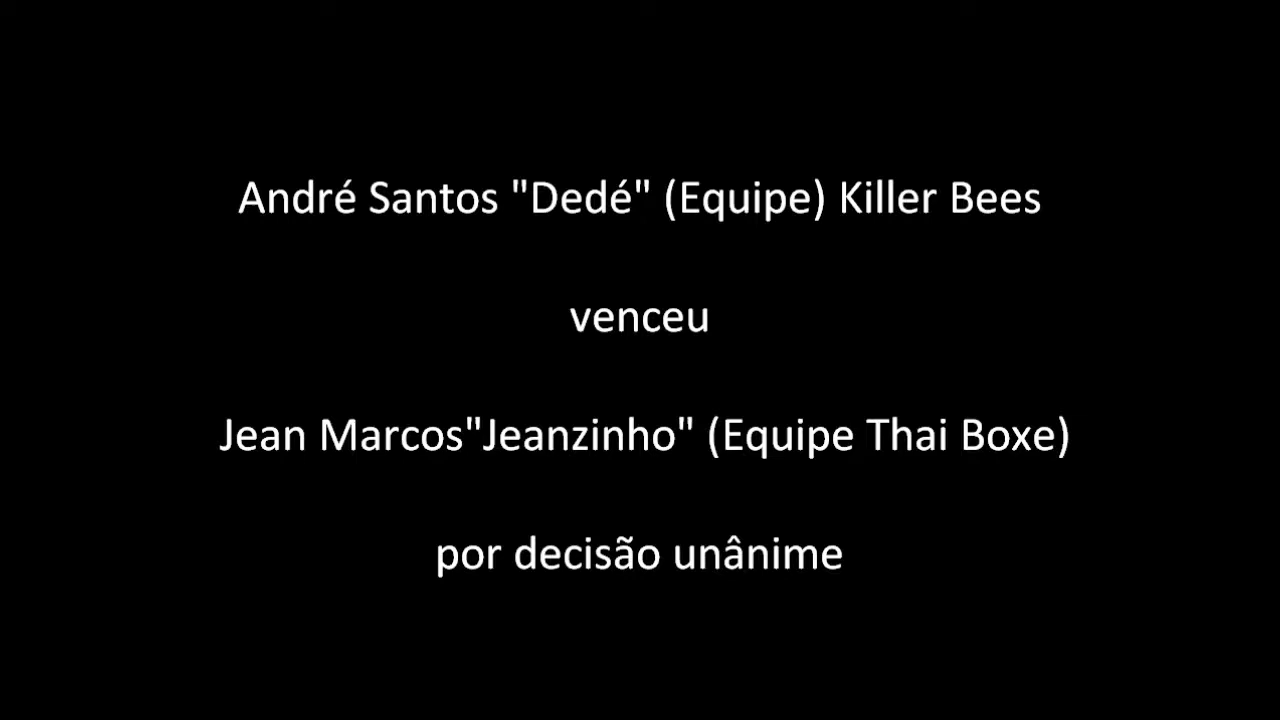 André Santos "Dedé" (Equipe) Killer Bees
venceu
Jean Marcos"Jeanzinho" (Equipe Thai Boxe)
por decisão unânime